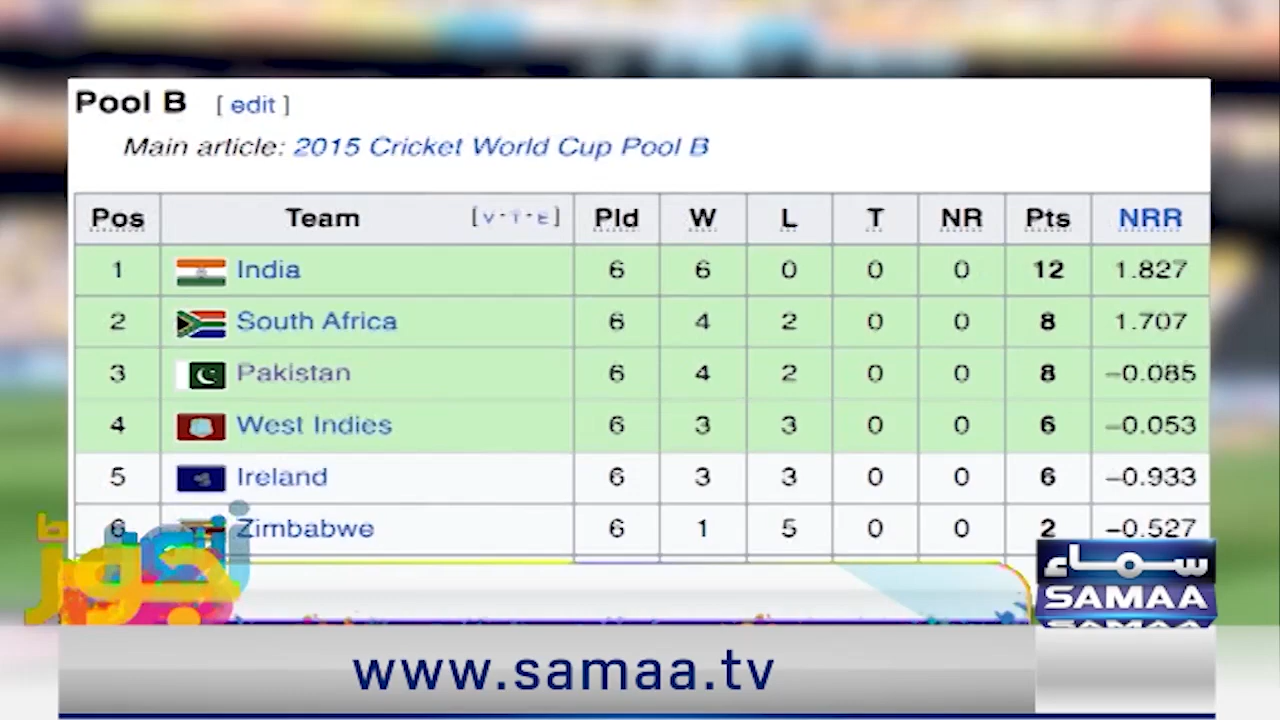 Pool B [ edit ]
Main article: 2015 Cricket World Cup Pool B
Pos Team [ V · T · E ] Pld W L T NR Pts NRR
1 India 6 6 0 0 0 12 1.827
2 South Africa 6 4 2 0 0 8 1.707
3 Pakistan 6 4 2 0 0 8 −0.085
4 West Indies 6 3 3 0 0 6 −0.053
5 Ireland 6 3 3 0 0 6 −0.933
6 Zimbabwe 6 1 5 0 0 2 −0.527
سماء
SAMAA
www.samaa.tv